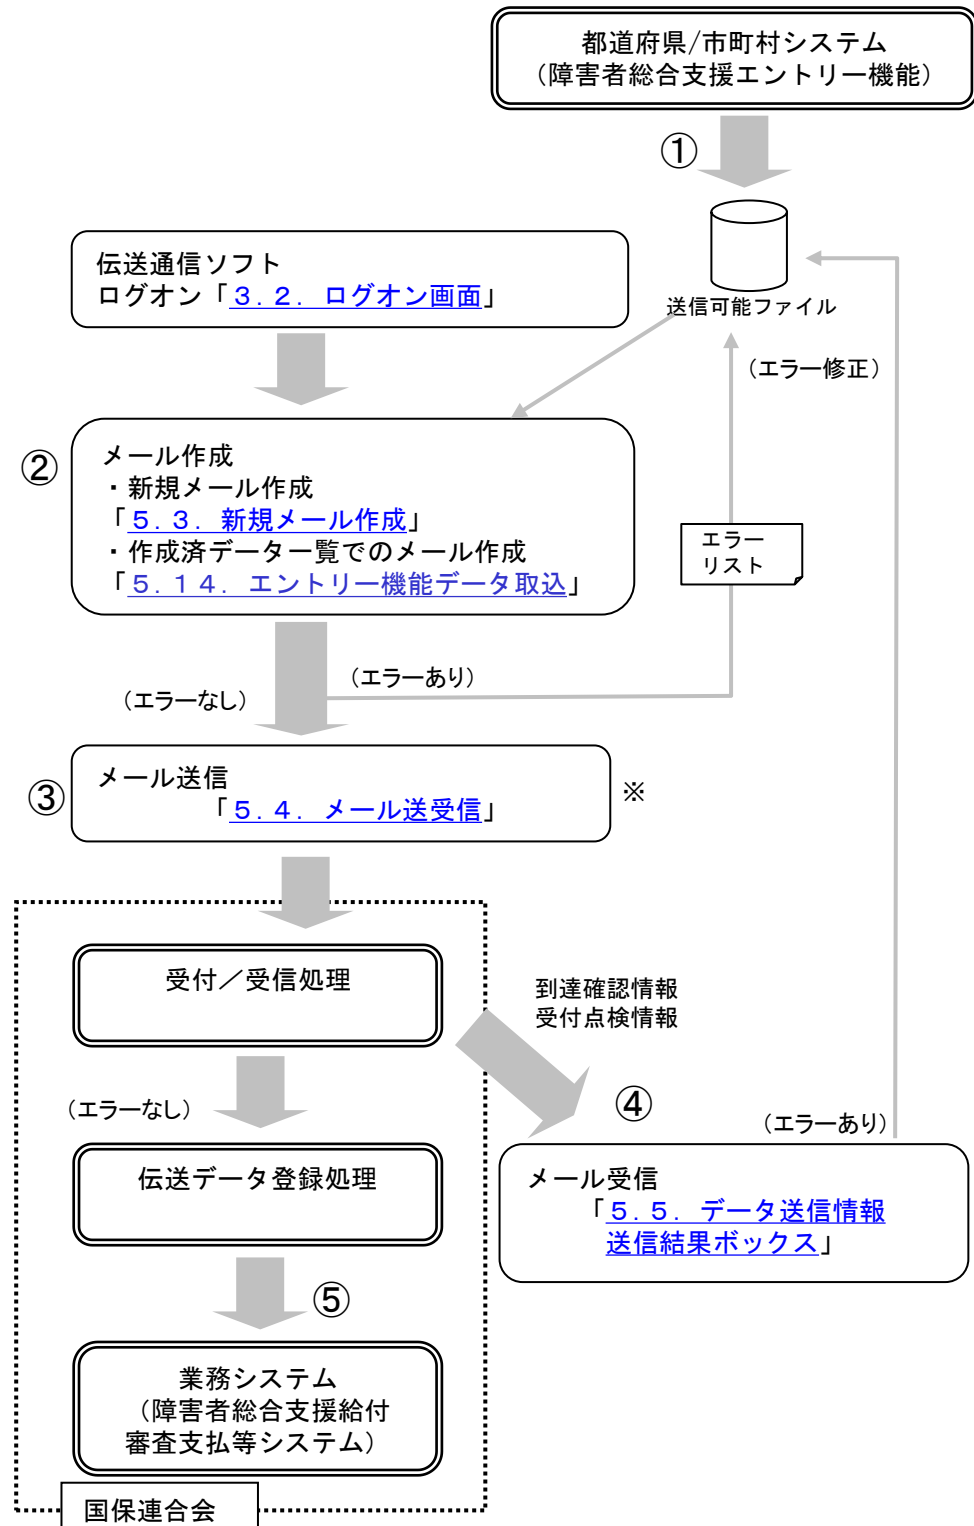 都道府県/市町村システム
（障害者総合支援エントリー機能）
①
伝送通信ソフト
ログオン「３．２．ログオン画面」
送信可能ファイル
（エラー修正）
②
メール作成
・新規メール作成
「５．３．新規メール作成」
・作成済データ一覧でのメール作成
「５．１４．エントリー機能データ取込」
エラー
リスト
（エラーなし）
（エラーあり）
③
メール送信
「５．４．メール送受信」
※
受付／受信処理
到達確認情報
受付点検情報
（エラーなし）
④
（エラーあり）
伝送データ登録処理
メール受信
「５．５．データ送信情報
送信結果ボックス」
⑤
業務システム
（障害者総合支援給付
審査支払等システム）
国保連合会